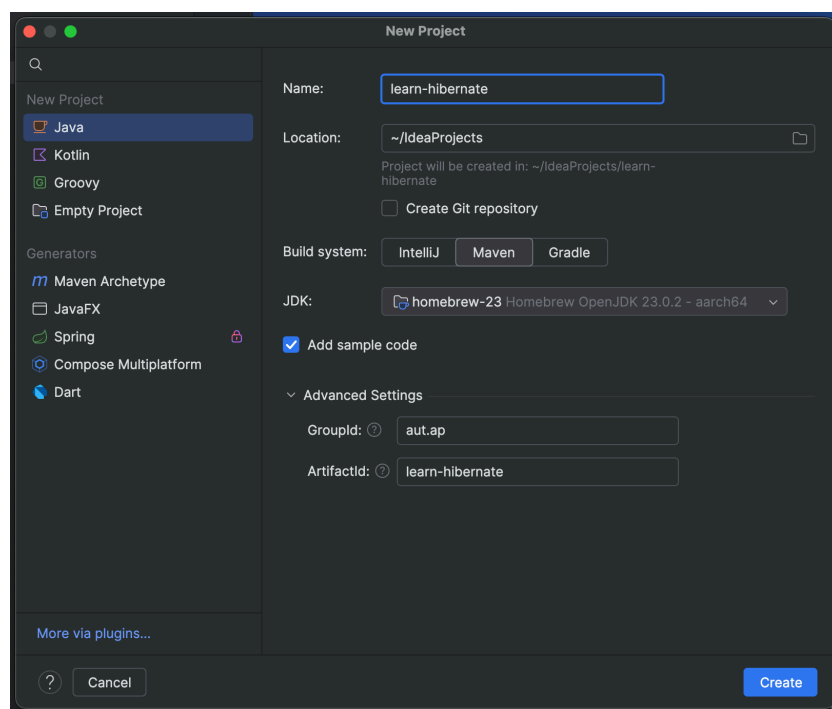 New Project
New Project
Java
Kotlin
Groovy
Empty Project
Generators
Maven Archetype
JavaFX
Spring
Compose Multiplatform
Dart
More via plugins...
Name:
learn-hibernate
Location:
~/IdeaProjects
Project will be created in: ~/IdeaProjects/learn-
hibernate
Create Git repository
Build system:
IntelliJ Maven Gradle
JDK:
homebrew-23 Homebrew OpenJDK 23.0.2 - aarch64
Add sample code
Advanced Settings
GroupId: ?
aut.ap
ArtifactId: ?
learn-hibernate
? Cancel
Create